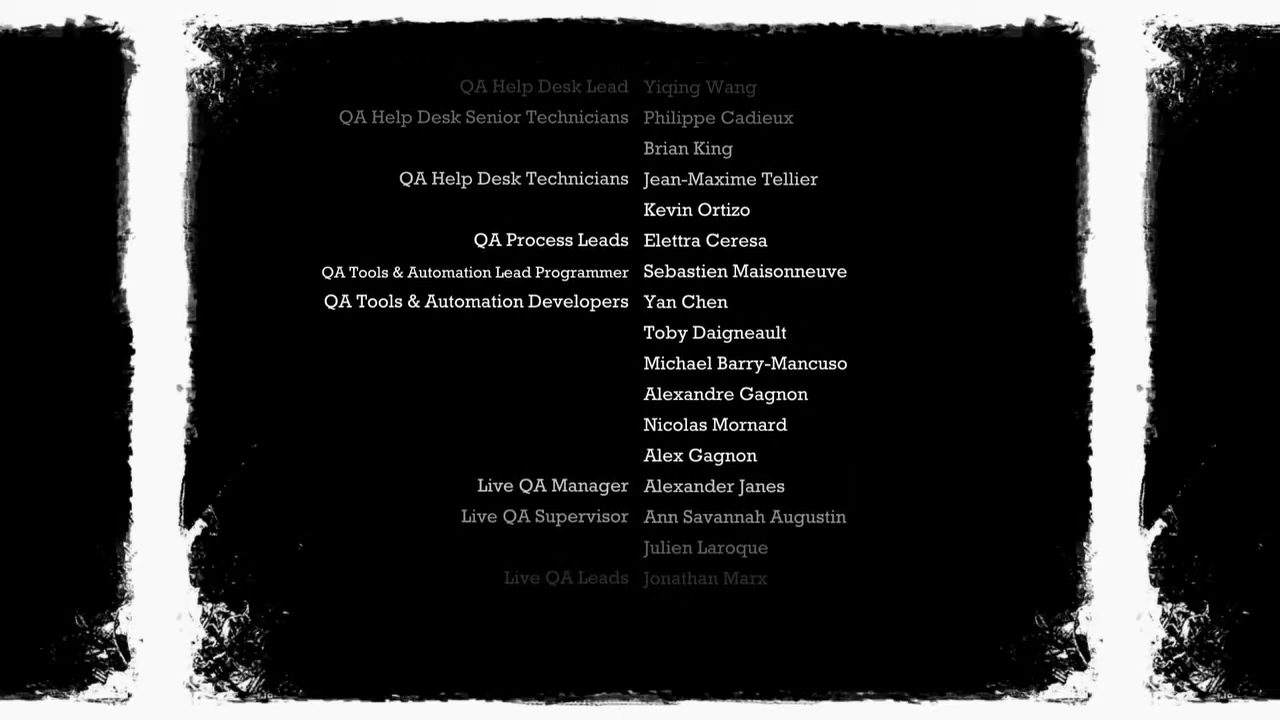 QA Help Desk Lead Yiqing Wang
QA Help Desk Senior Technicians Philippe Cadieux
Brian King
QA Help Desk Technicians Jean-Maxime Tellier
Kevin Ortizo
QA Process Leads Elettra Ceresa
QA Tools & Automation Lead Programmer Sebastien Maisonneuve
QA Tools & Automation Developers Yan Chen
Toby Daigneault
Michael Barry-Mancuso
Alexandre Gagnon
Nicolas Mornard
Alex Gagnon
Live QA Manager Alexander Janes
Live QA Supervisor Ann Savannah Augustin
Julien Laroque
Live QA Leads Jonathan Marx